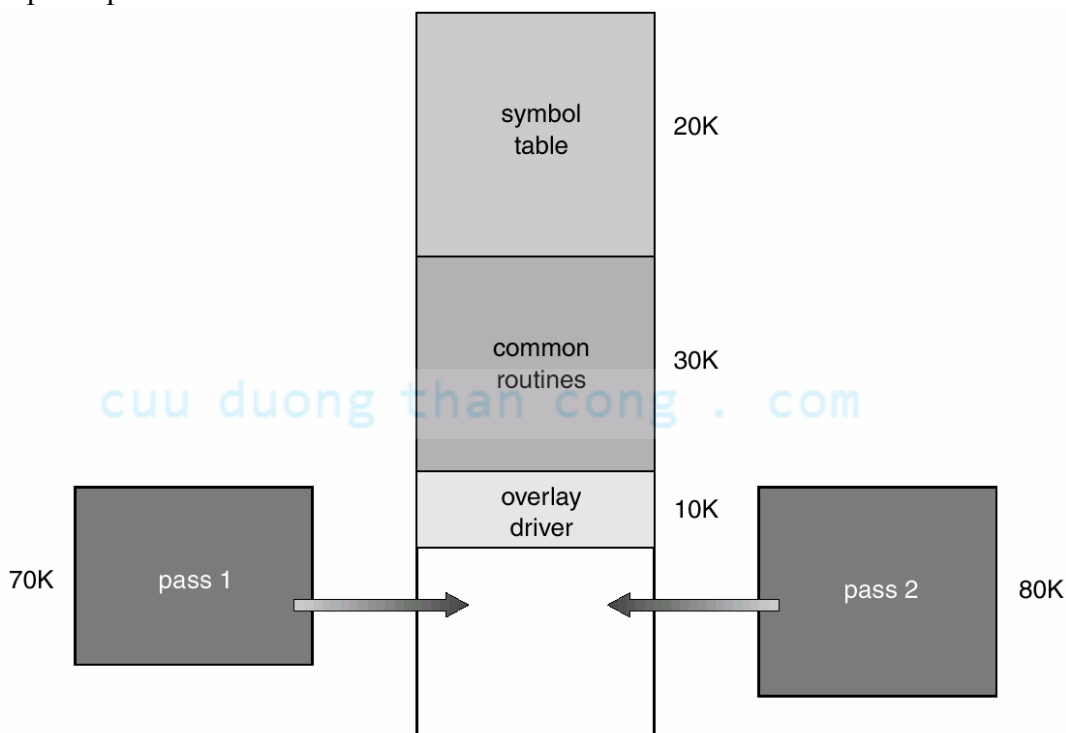 symbol
table
20K
common
routines
30K
cuu duong than cong . com
overlay
driver
10K
70K
pass 1
pass 2
80K